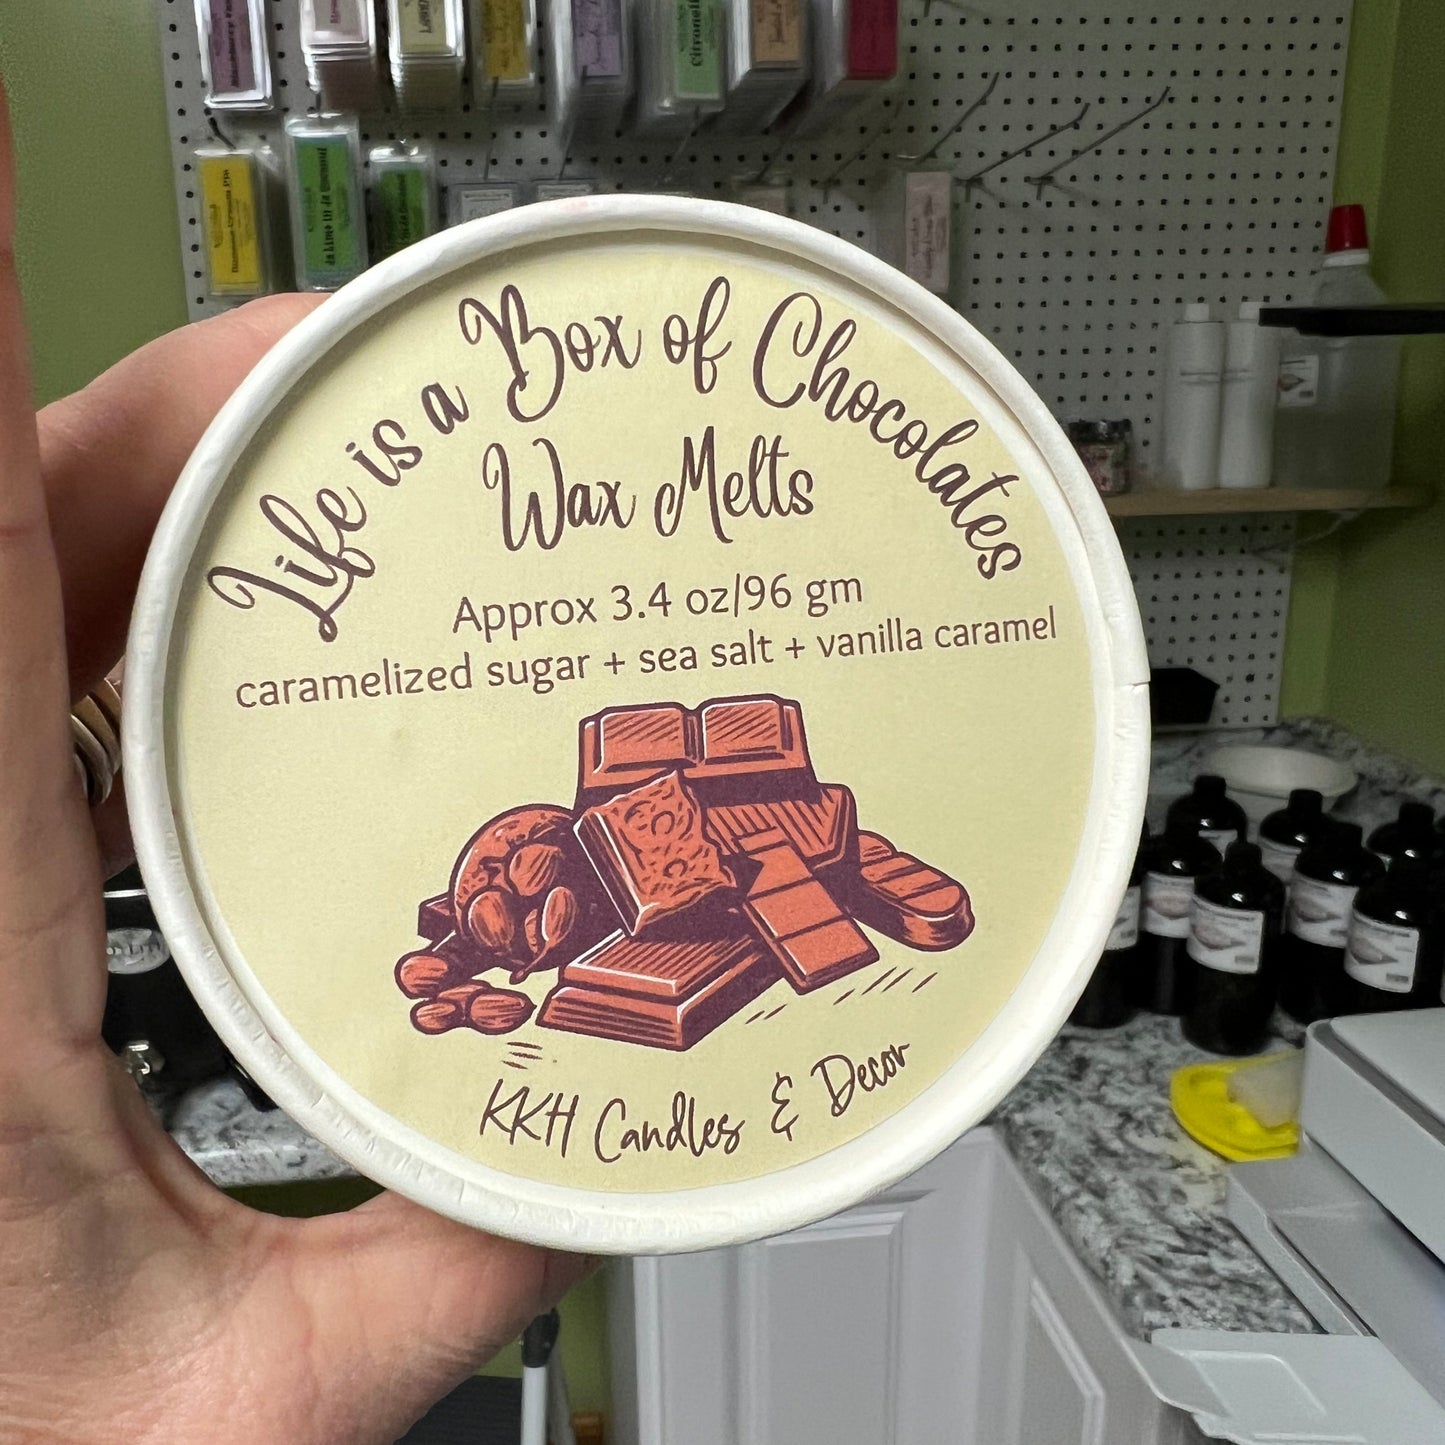 Citronella
Life is a Box of Chocolates
Wax Melts
Approx 3.4 oz/96 gm
caramelized sugar + sea salt + vanilla caramel
KKH Candles & Decor